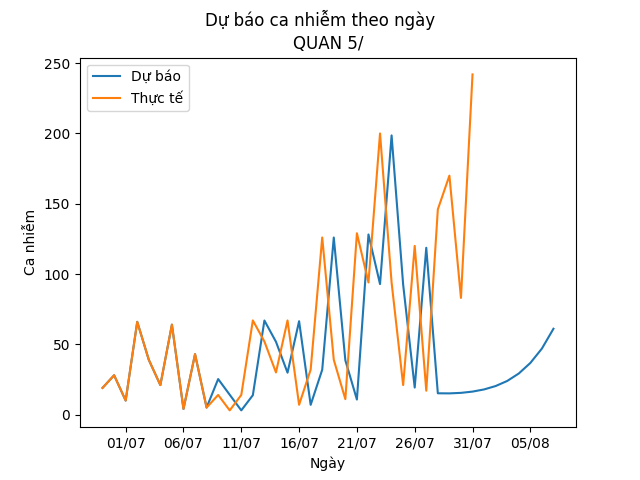 Dự báo ca nhiễm theo ngày
QUAN 5/
Dự báo
Thực tế
Ca nhiễm
250
200
150
100
50
0
01/07 06/07 11/07 16/07 21/07 26/07 31/07 05/08
Ngày